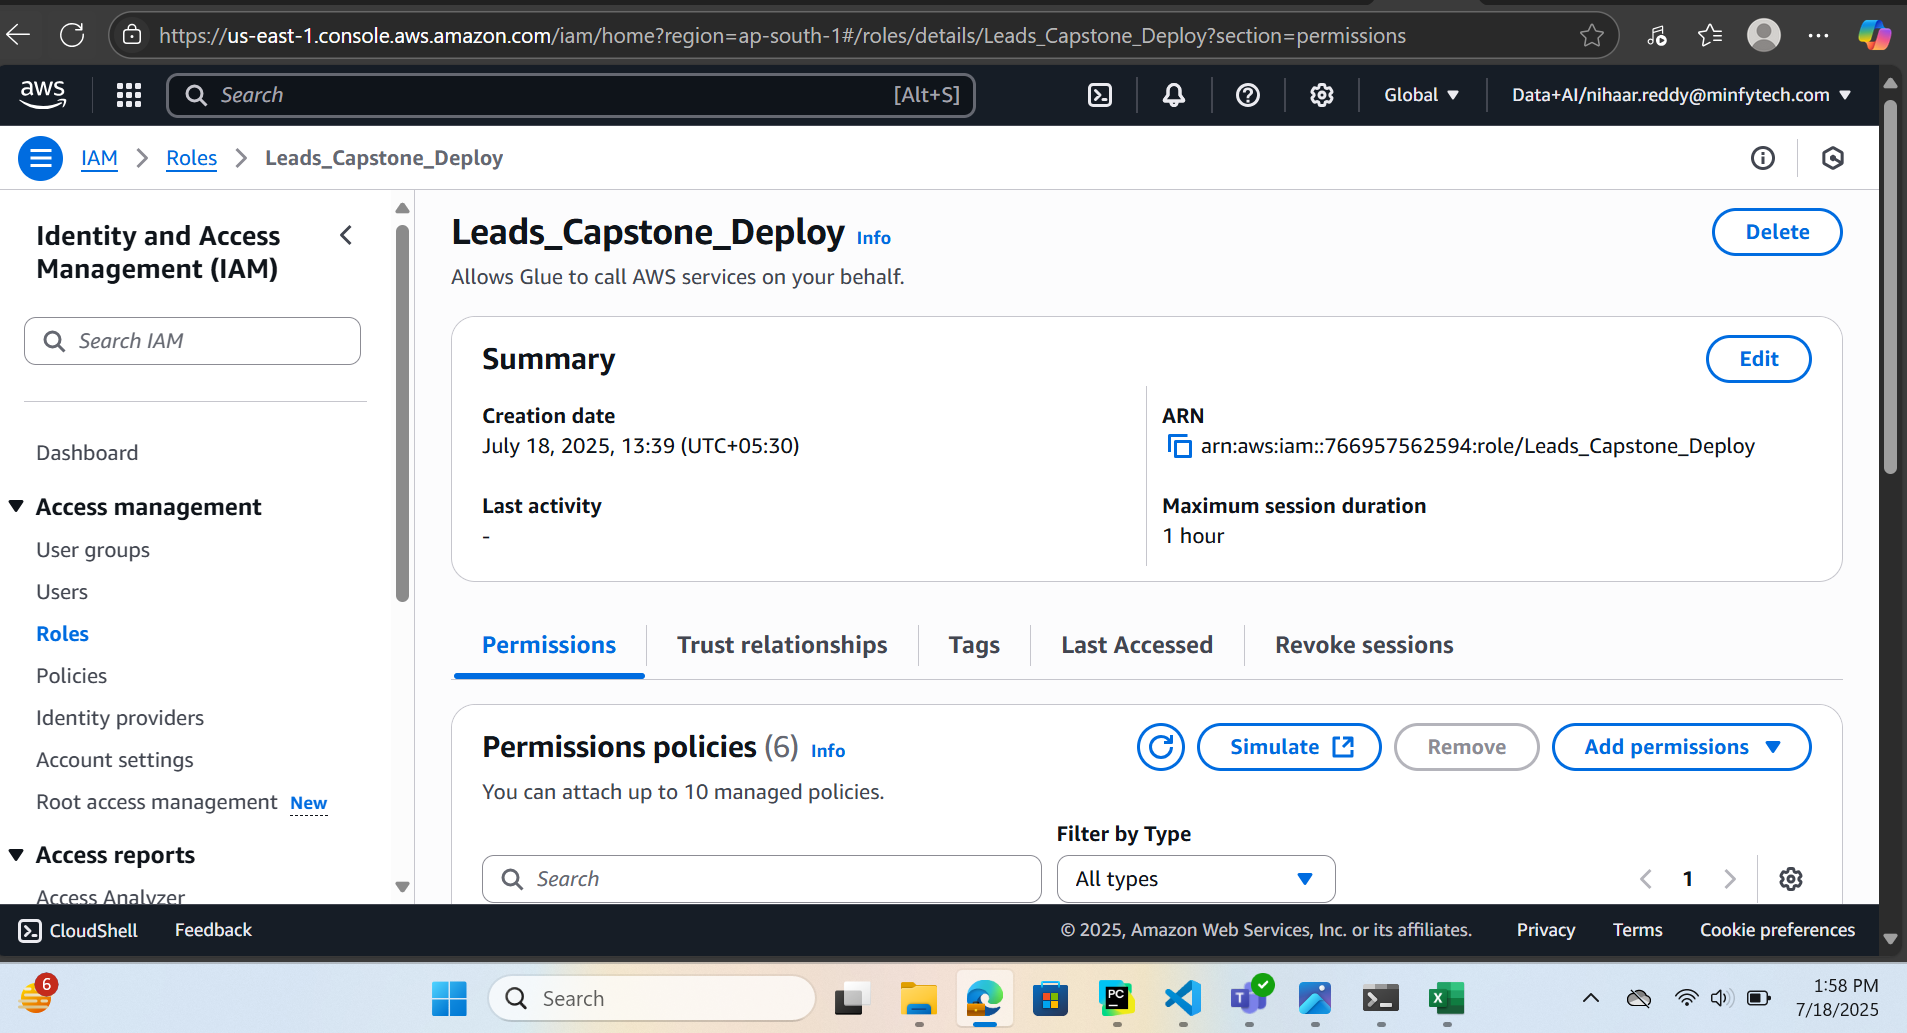 https://us-east-1.console.aws.amazon.com/iam/home?region=ap-south-1#/roles/details/Leads_Capstone_Deploy?section=permissions
aws
Search
[Alt+S]
Global
Data+AI/nihaar.reddy@minfytech.com
IAM
Roles
Leads_Capstone_Deploy
Identity and Access
Management (IAM)
Search IAM
Dashboard
Access management
User groups
Users
Roles
Policies
Identity providers
Account settings
Root access management New
Access reports
Access Analyzer
Leads_Capstone_Deploy Info
Delete
Allows Glue to call AWS services on your behalf.
Summary
Edit
Creation date
July 18, 2025, 13:39 (UTC+05:30)
ARN
arn:aws:iam::766957562594:role/Leads_Capstone_Deploy
Last activity
-
Maximum session duration
1 hour
Permissions
Trust relationships
Tags
Last Accessed
Revoke sessions
Permissions policies (6) Info
Simulate
Remove
Add permissions
You can attach up to 10 managed policies.
Filter by Type
Search
All types
1
CloudShell
Feedback
© 2025, Amazon Web Services, Inc. or its affiliates.
Privacy
Terms
Cookie preferences
6
Search
PC
T
X
1:58 PM
7/18/2025